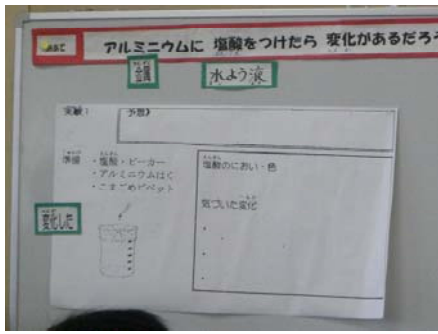 めあて
アルミニウムに 塩酸をつけたら 変化があるだろう
金属
水よう液
実験1
予想)
準備
・塩酸・ビーカー
・アルミニウムはく
・こまごめピペット
変化した
塩酸のにおい・色
気づいた変化